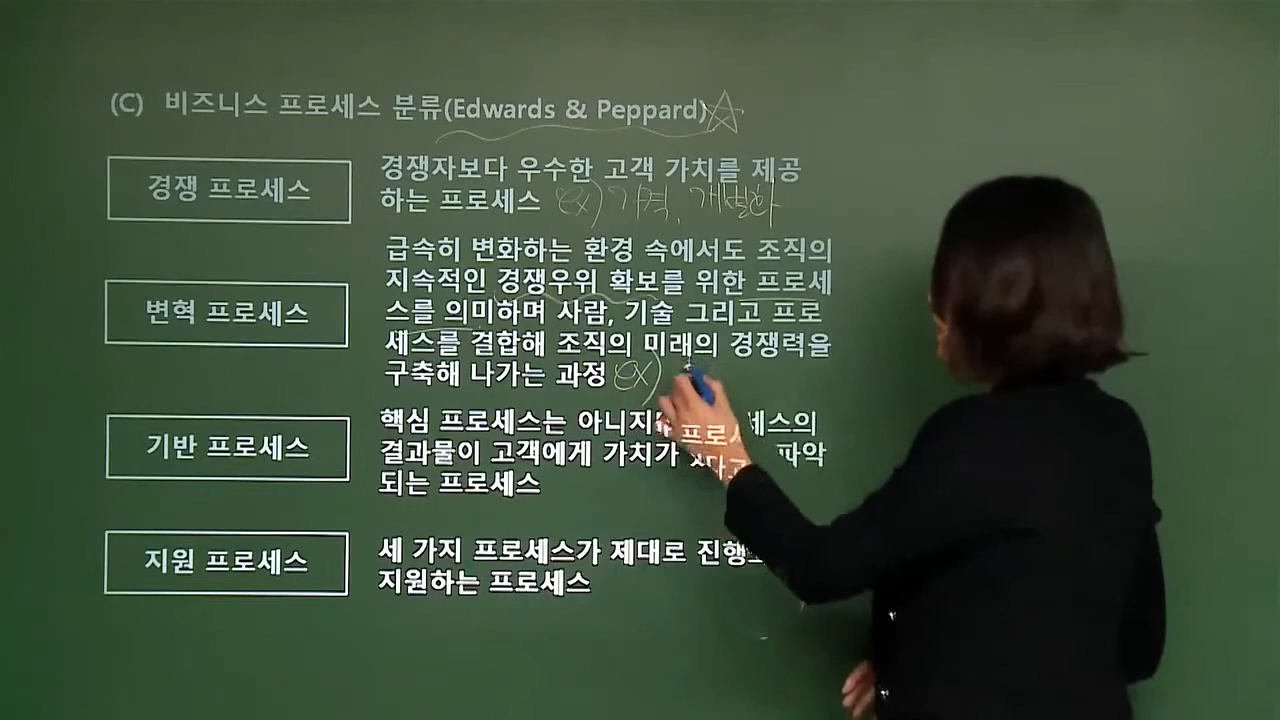 (C) 비즈니스 프로세스 분류(Edwards & Peppard)☆
경쟁 프로세스
경쟁자보다 우수한 고객 가치를 제공
하는 프로세스 ex) 가격, 개별화
변혁 프로세스
급속히 변화하는 환경 속에서도 조직의
지속적인 경쟁우위 확보를 위한 프로세
스를 의미하며 사람, 기술 그리고 프로
세스를 결합해 조직의 미래의 경쟁력을
구축해 나가는 과정 ex)
기반 프로세스
핵심 프로세스는 아니지 프로세스의
결과물이 고객에게 가치가 파악
되는 프로세스
지원 프로세스
세 가지 프로세스가 제대로 진행
지원하는 프로세스